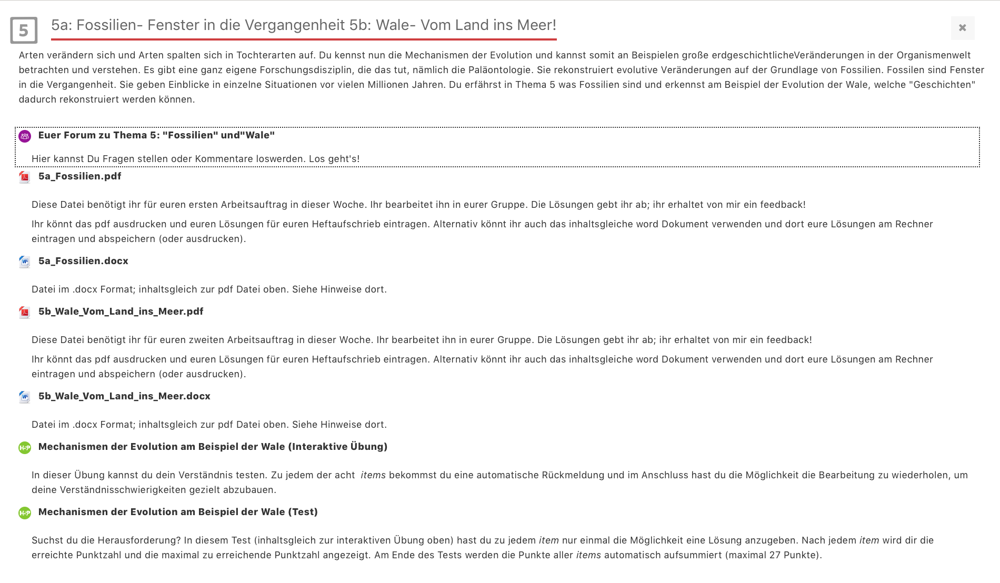 5
5a: Fossilien- Fenster in die Vergangenheit 5b: Wale- Vom Land ins Meer!
Arten verändern sich und Arten spalten sich in Tochterarten auf. Du kennst nun die Mechanismen der Evolution und kannst somit an Beispielen große erdgeschichtlicheVeränderungen in der Organismenwelt
betrachten und verstehen. Es gibt eine ganz eigene Forschungsdisziplin, die das tut, nämlich die Paläontologie. Sie rekonstruiert evolutive Veränderungen auf der Grundlage von Fossilien. Fossilen sind Fenster
in die Vergangenheit. Sie geben Einblicke in einzelne Situationen vor vielen Millionen Jahren. Du erfährst in Thema 5 was Fossilien sind und erkennst am Beispiel der Evolution der Wale, welche "Geschichten"
dadurch rekonstruiert werden können.
Euer Forum zu Thema 5: "Fossilien" und"Wale"
Hier kannst Du Fragen stellen oder Kommentare loswerden. Los geht's!
5a_Fossilien.pdf
Diese Datei benötigt ihr für euren ersten Arbeitsauftrag in dieser Woche. Ihr bearbeitet ihn in eurer Gruppe. Die Lösungen gebt ihr ab; ihr erhaltet von mir ein feedback!
Ihr könnt das pdf ausdrucken und euren Lösungen für euren Heftaufschrieb eintragen. Alternativ könnt ihr auch das inhaltsgleiche word Dokument verwenden und dort eure Lösungen am Rechner
eintragen und abspeichern (oder ausdrucken).
W
5a_Fossilien.docx
Datei im .docx Format; inhaltsgleich zur pdf Datei oben. Siehe Hinweise dort.
5b_Wale_Vom_Land_ins_Meer.pdf
Diese Datei benötigt ihr für euren zweiten Arbeitsauftrag in dieser Woche. Ihr bearbeitet ihn in eurer Gruppe. Die Lösungen gebt ihr ab; ihr erhaltet von mir ein feedback!
Ihr könnt das pdf ausdrucken und euren Lösungen für euren Heftaufschrieb eintragen. Alternativ könnt ihr auch das inhaltsgleiche word Dokument verwenden und dort eure Lösungen am Rechner
eintragen und abspeichern (oder ausdrucken).
W
5b_Wale_Vom_Land_ins_Meer.docx
Datei im .docx Format; inhaltsgleich zur pdf Datei oben. Siehe Hinweise dort.
H-P
Mechanismen der Evolution am Beispiel der Wale (Interaktive Übung)
In dieser Übung kannst du dein Verständnis testen. Zu jedem der acht items bekommst du eine automatische Rückmeldung und im Anschluss hast du die Möglichkeit die Bearbeitung zu wiederholen, um
deine Verständnisschwierigkeiten gezielt abzubauen.
H-P
Mechanismen der Evolution am Beispiel der Wale (Test)
Suchst du die Herausforderung? In diesem Test (inhaltsgleich zur interaktiven Übung oben) hast du zu jedem item nur einmal die Möglichkeit eine Lösung anzugeben. Nach jedem item wird dir die
erreichte Punktzahl und die maximal zu erreichende Punktzahl angezeigt. Am Ende des Tests werden die Punkte aller items automatisch aufsummiert (maximal 27 Punkte).